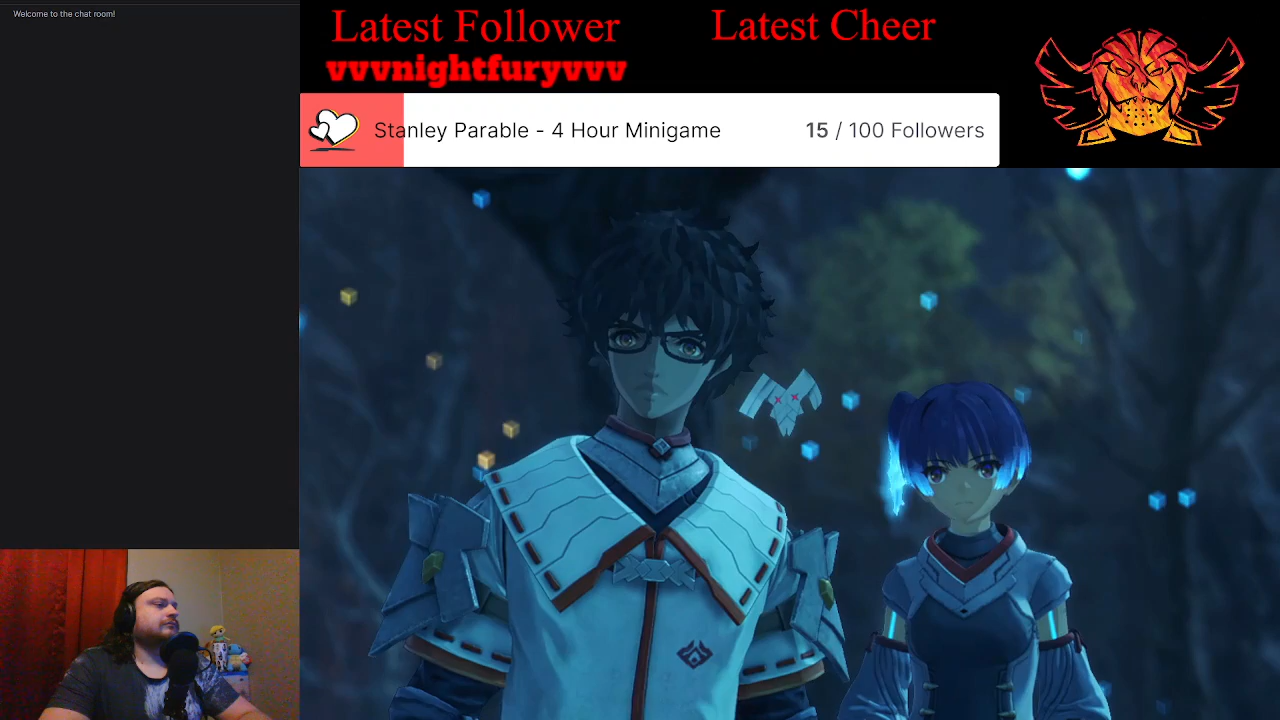 Welcome to the chat room!
Latest Follower
vvvnightfuryvvv
Latest Cheer
Stanley Parable - 4 Hour Minigame
15 / 100 Followers